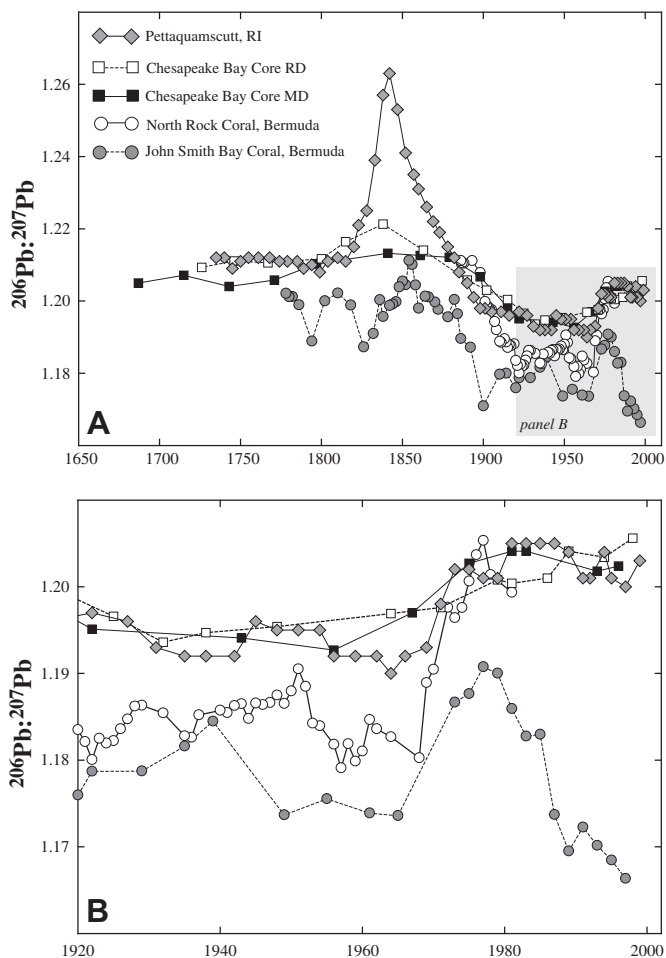 1.26
1.24
1.22
1.20
1.18
²⁰⁶Pb:²⁰⁷Pb
Pettaquamscutt, RI
Chesapeake Bay Core RD
Chesapeake Bay Core MD
North Rock Coral, Bermuda
John Smith Bay Coral, Bermuda
panel B
A
1650 1700 1750 1800 1850 1900 1950 2000
1.20
1.19
1.18
1.17
²⁰⁶Pb:²⁰⁷Pb
B
1920 1940 1960 1980 2000